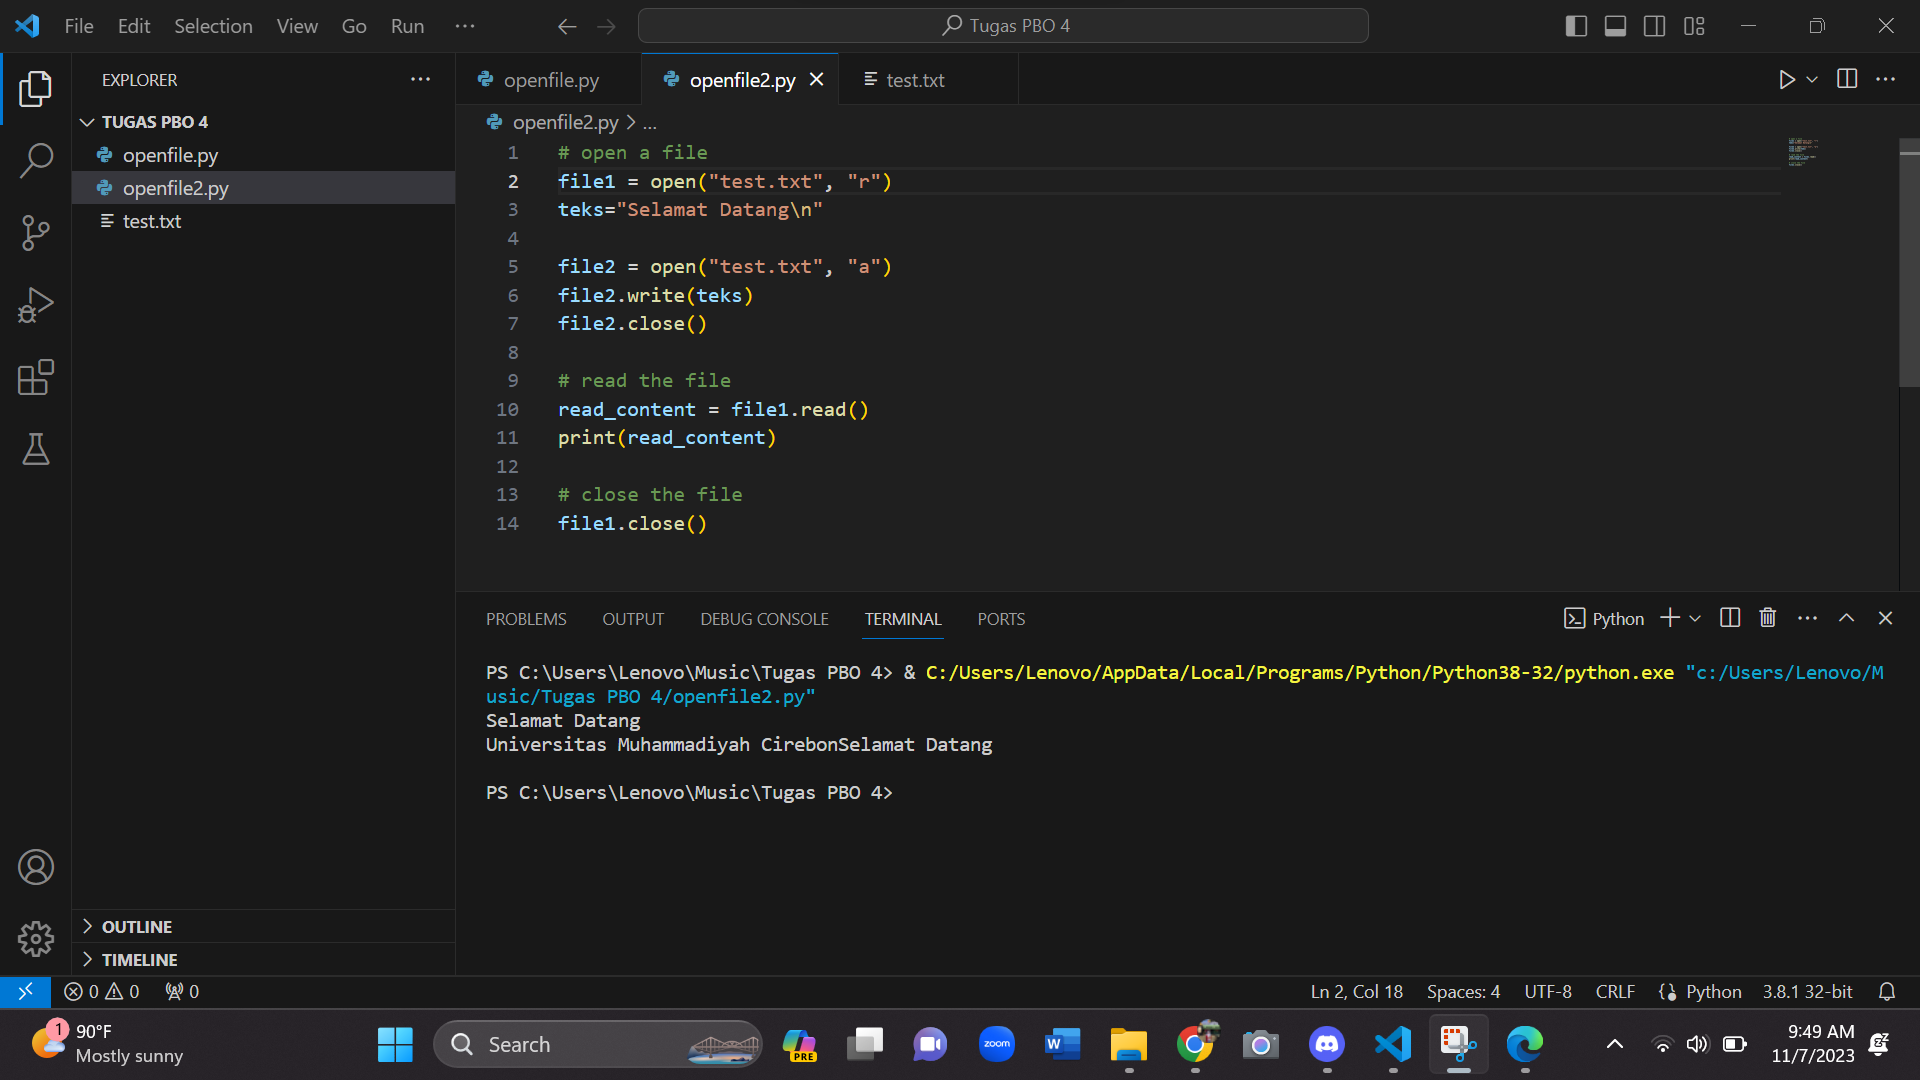 File Edit Selection View Go Run ···
Tugas PBO 4
EXPLORER ···
TUGAS PBO 4
openfile.py
openfile2.py
test.txt
OUTLINE
TIMELINE
openfile.py openfile2.py test.txt
openfile2.py > ...
1 # open a file
2 file1 = open("test.txt", "r")
3 teks="Selamat Datang\n"
4
5 file2 = open("test.txt", "a")
6 file2.write(teks)
7 file2.close()
8
9 # read the file
10 read_content = file1.read()
11 print(read_content)
12
13 # close the file
14 file1.close()
PROBLEMS OUTPUT DEBUG CONSOLE TERMINAL PORTS
Python
PS C:\Users\Lenovo\Music\Tugas PBO 4> & C:/Users/Lenovo/AppData/Local/Programs/Python/Python38-32/python.exe "c:/Users/Lenovo/M
usic/Tugas PBO 4/openfile2.py"
Selamat Datang
Universitas Muhammadiyah CirebonSelamat Datang
PS C:\Users\Lenovo\Music\Tugas PBO 4>
0 0 0
Ln 2, Col 18 Spaces: 4 UTF-8 CRLF Python 3.8.1 32-bit
1
90°F
Mostly sunny
Search
PRE
zoom
W
9:49 AM
11/7/2023